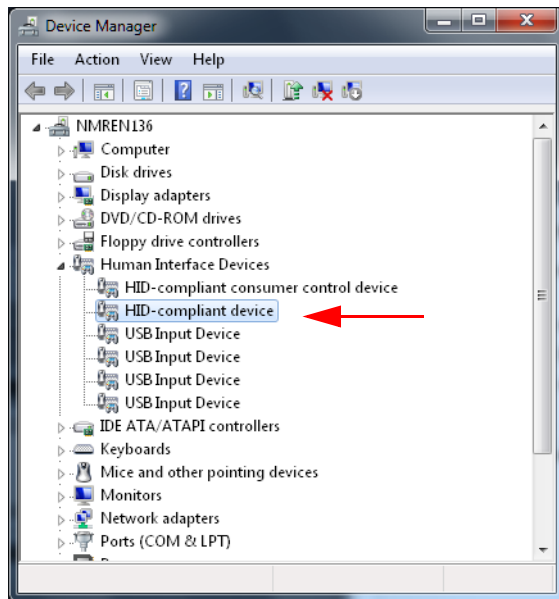 Device Manager
File Action View Help
NMREN136
Computer
Disk drives
Display adapters
DVD/CD-ROM drives
Floppy drive controllers
Human Interface Devices
HID-compliant consumer control device
HID-compliant device
USB Input Device
USB Input Device
USB Input Device
USB Input Device
IDE ATA/ATAPI controllers
Keyboards
Mice and other pointing devices
Monitors
Network adapters
Ports (COM & LPT)